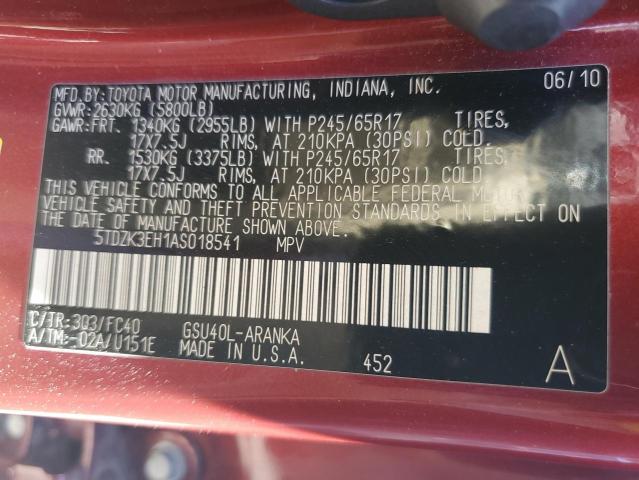 MFD.BY:TOYOTA MOTOR MANUFACTURING, INDIANA, INC. 06/10
GVWR:2630KG (5800LB)
GAWR:FRT. 1340KG (2955LB) WITH P245/65R17 TIRES,
17X7.5J RIMS, AT 210KPA (30PSI) COLD.
RR. 1530KG (3375LB) WITH P245/65R17 TIRES,
17X7.5J RIMS, AT 210KPA (30PSI) COLD.
THIS VEHICLE CONFORMS TO ALL APPLICABLE FEDERAL MOTOR
VEHICLE SAFETY AND THEFT PREVENTION STANDARDS IN EFFECT ON
THE DATE OF MANUFACTURE SHOWN ABOVE.
5TDZK3EH1AS018541 MPV
C/TR:3Q3/FC40 GSU40L-ARANKA
A/TM:-02A/U151E MADE IN U.S.A. 452 A